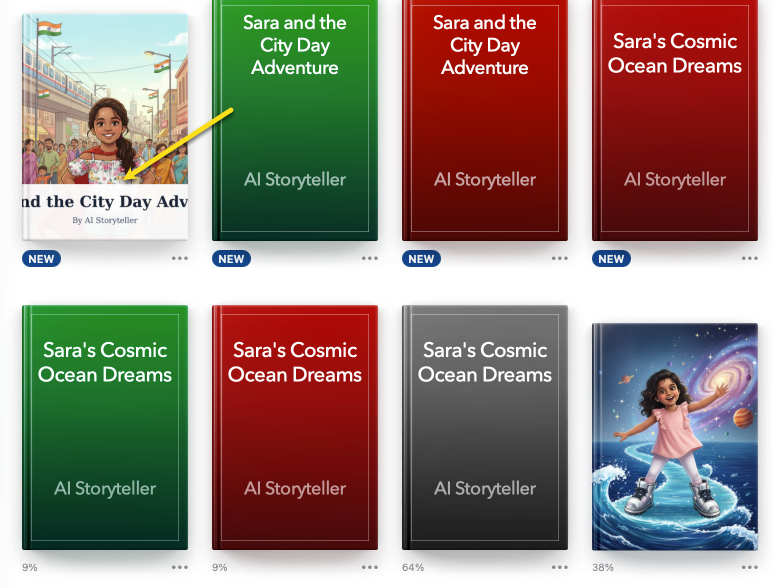 nd the City Day Adv
By AI Storyteller
NEW
Sara and the
City Day
Adventure
AI Storyteller
NEW
Sara and the
City Day
Adventure
AI Storyteller
NEW
Sara's Cosmic
Ocean Dreams
AI Storyteller
NEW
Sara's Cosmic
Ocean Dreams
AI Storyteller
9%
Sara's Cosmic
Ocean Dreams
AI Storyteller
9%
Sara's Cosmic
Ocean Dreams
AI Storyteller
64%
38%